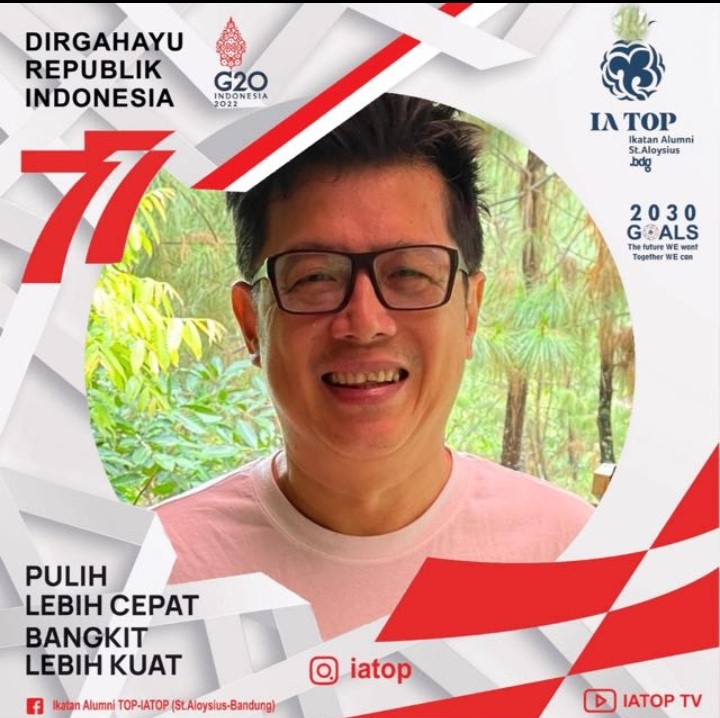 DIRGAHAYU
REPUBLIK
INDONESIA
G20
INDONESIA
2022
77
IA TOP
Ikatan Alumni
St.Aloysius
.bdg
2030
GOALS
The future WE want
Together WE can
PULIH
LEBIH CEPAT
BANGKIT
LEBIH KUAT
iatop
Ikatan Alumni TOP-IATOP (St.Aloysius-Bandung)
IATOP TV